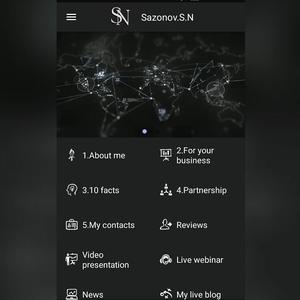 SN Sazonov.S.N
1.About me
2.For your
business
3.10 facts
4.Partnership
5.My contacts
Reviews
Video
presentation
Live webinar
News
My live blog